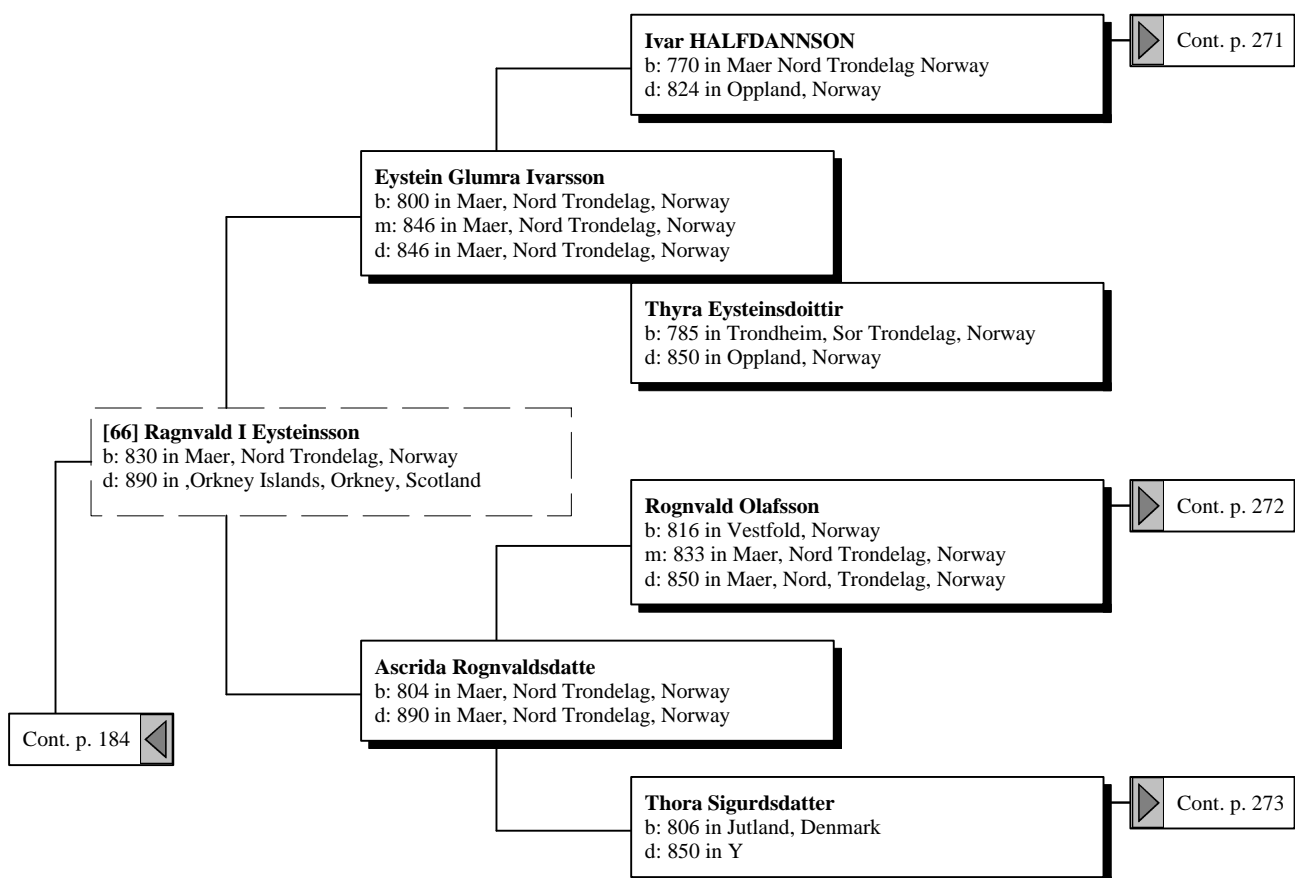 Ivar HALFDANNSON
b: 770 in Maer Nord Trondelag Norway
d: 824 in Oppland, Norway
Cont. p. 271
Eystein Glumra Ivarsson
b: 800 in Maer, Nord Trondelag, Norway
m: 846 in Maer, Nord Trondelag, Norway
d: 846 in Maer, Nord Trondelag, Norway
Thyra Eysteinsdoittir
b: 785 in Trondheim, Sor Trondelag, Norway
d: 850 in Oppland, Norway
[66] Ragnvald I Eysteinsson
b: 830 in Maer, Nord Trondelag, Norway
d: 890 in ,Orkney Islands, Orkney, Scotland
Rognvald Olafsson
b: 816 in Vestfold, Norway
m: 833 in Maer, Nord Trondelag, Norway
d: 850 in Maer, Nord, Trondelag, Norway
Cont. p. 272
Ascrida Rognvaldsdatte
b: 804 in Maer, Nord Trondelag, Norway
d: 890 in Maer, Nord Trondelag, Norway
Cont. p. 184
Thora Sigurdsdatter
b: 806 in Jutland, Denmark
d: 850 in Y
Cont. p. 273